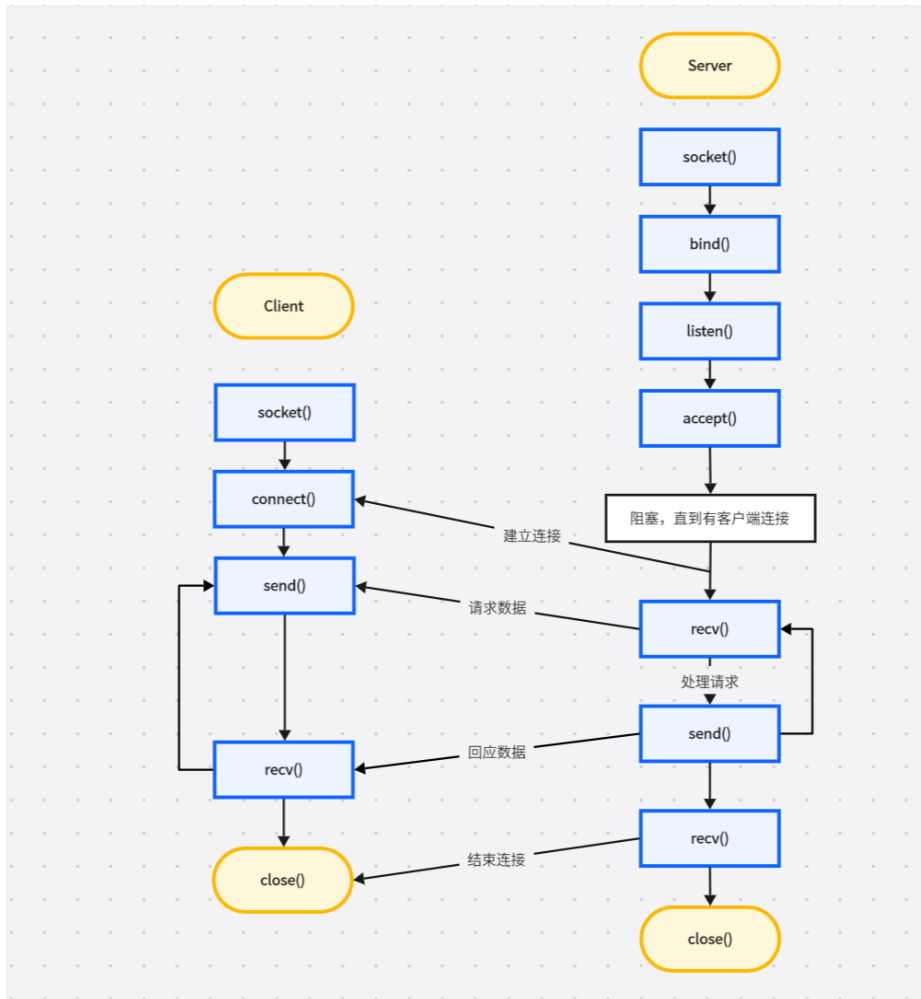 Server
socket()
bind()
listen()
accept()
阻塞，直到有客户端连接
Client
socket()
connect()
建立连接
send()
请求数据
recv()
处理请求
send()
回应数据
recv()
recv()
结束连接
close()
close()